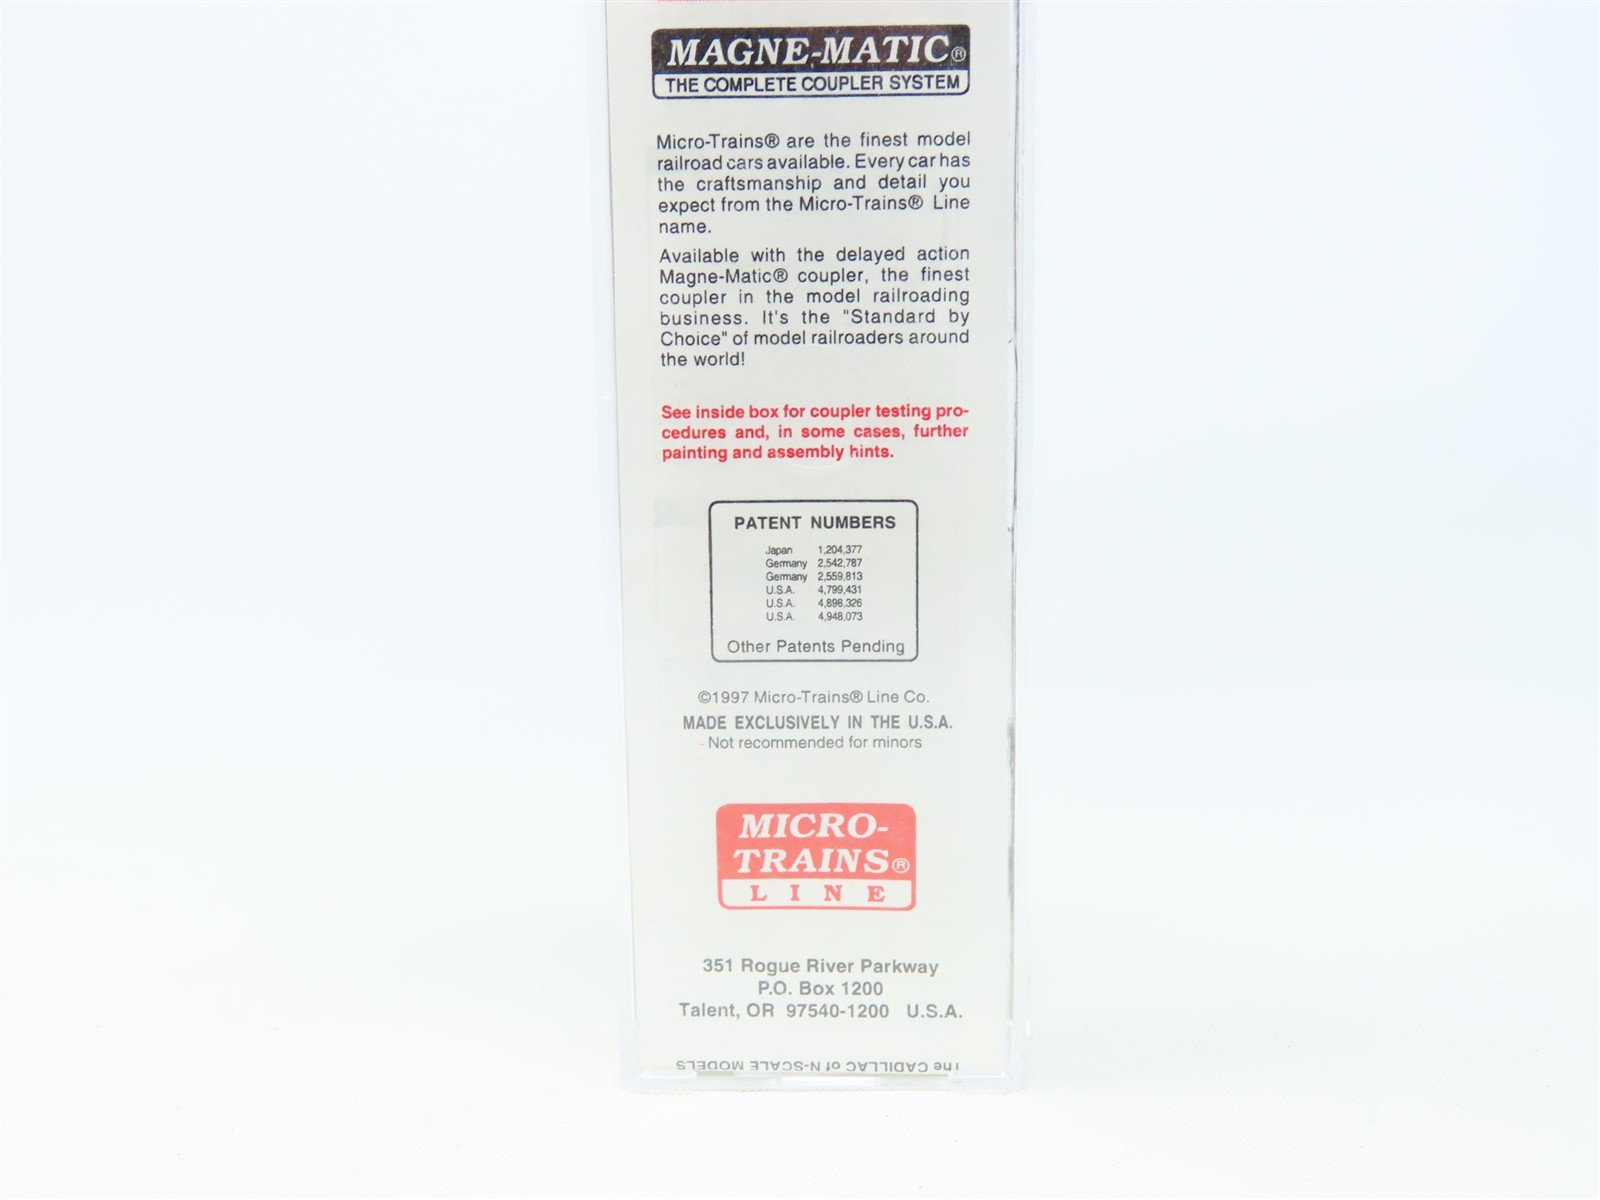 MAGNE-MATIC®
THE COMPLETE COUPLER SYSTEM
Micro-Trains® are the finest model
railroad cars available. Every car has
the craftsmanship and detail you
expect from the Micro-Trains® Line
name.
Available with the delayed action
Magne-Matic® coupler, the finest
coupler in the model railroading
business. It's the "Standard by
Choice" of model railroaders around
the world!
See inside box for coupler testing pro-
cedures and, in some cases, further
painting and assembly hints.
PATENT NUMBERS
Japan 1,204,377
Germany 2,542,787
Germany 2,559,813
U.S.A. 4,799,431
U.S.A. 4,898,326
U.S.A. 4,948,073
Other Patents Pending
©1997 Micro-Trains® Line Co.
MADE EXCLUSIVELY IN THE U.S.A.
Not recommended for minors
MICRO-
TRAINS®
LINE
351 Rogue River Parkway
P.O. Box 1200
Talent, OR 97540-1200 U.S.A.
The CADILLAC of N-SCALE MODELS